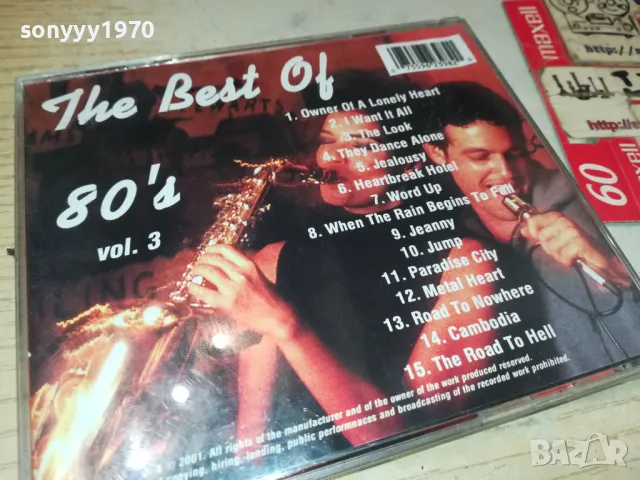 sonyyy1970
The Best Of
80's
vol. 3
1. Owner Of A Lonely Heart
2. I Want It All
3. The Look
4. They Dance Alone
5. Jealousy
6. Heartbreak Hotel
7. Word Up
8. When The Rain Begins To Fall
9. Jeanny
10. Jump
11. Paradise City
12. Metal Heart
13. Road To Nowhere
14. Cambodia
15. The Road To Hell
© 2001. All rights of the manufacturer and of the owner of the work produced reserved.
copying, hiring, lending, public performnaces and broadcasting of the recorded work prohibited.
maxell
http://
http://
60
maxell
BAZAR